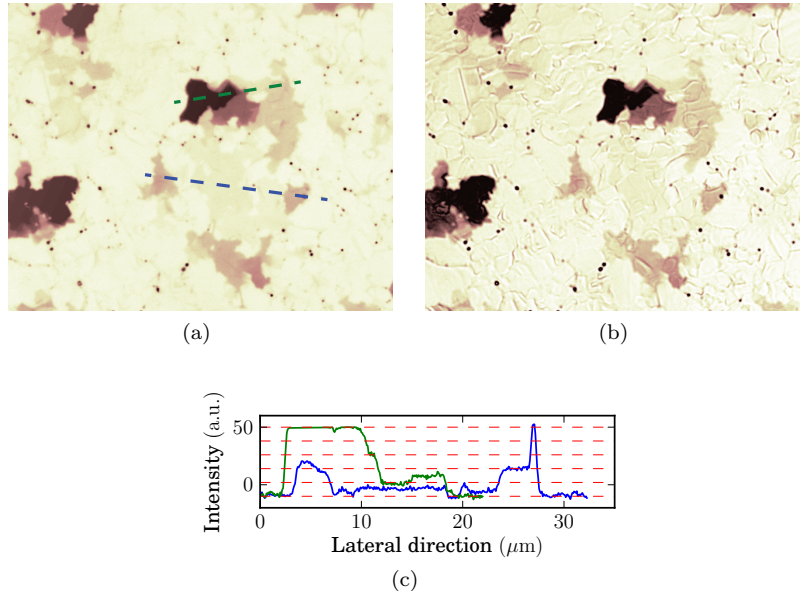 (a)
(b)
50
0
Intensity (a.u.)
0
10
20
30
Lateral direction (μm)
(c)